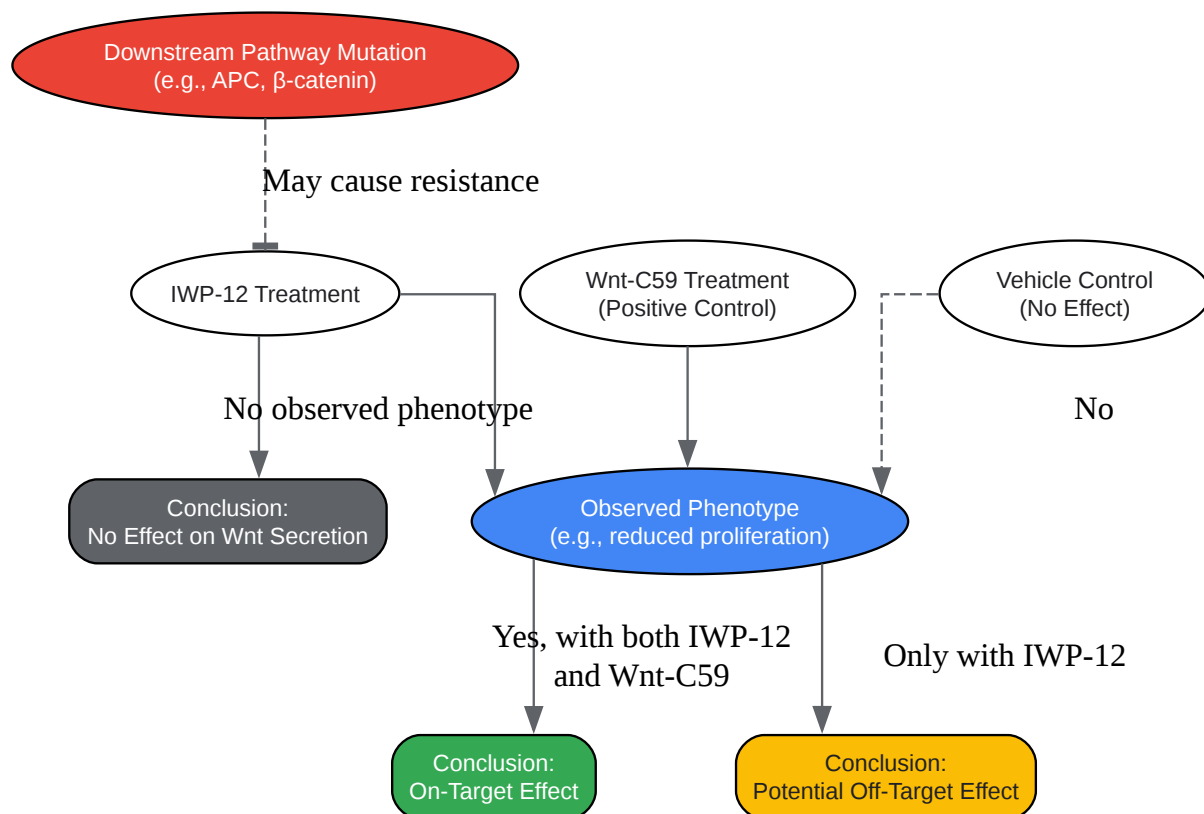 Downstream Pathway Mutation
(e.g., APC, β-catenin)
May cause resistance
IWP-12 Treatment
Wnt-C59 Treatment
(Positive Control)
Vehicle Control
(No Effect)
No observed phenotype
No
Conclusion:
No Effect on Wnt Secretion
Observed Phenotype
(e.g., reduced proliferation)
Yes, with both IWP-12
and Wnt-C59
Only with IWP-12
Conclusion:
On-Target Effect
Conclusion:
Potential Off-Target Effect